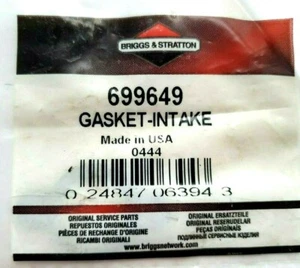 BRIGGS & STRATTON
699649
GASKET-INTAKE
Made in USA
0444
0 24847 06394 3
ORIGINAL SERVICE PARTS
REPUESTOS ORIGINALES
PIÈCES DE RECHANGE D'ORIGINE
RICAMBI ORIGINALI
ORIGINAL ERSATZTEILE
ORIGINAL RESERVDELAR
PEÇAS ORIGINAIS
ПОДЛИННЫЕ СЕРВИСНЫЕ ИЗДЕЛИЯ
www.briggsnetwork.com